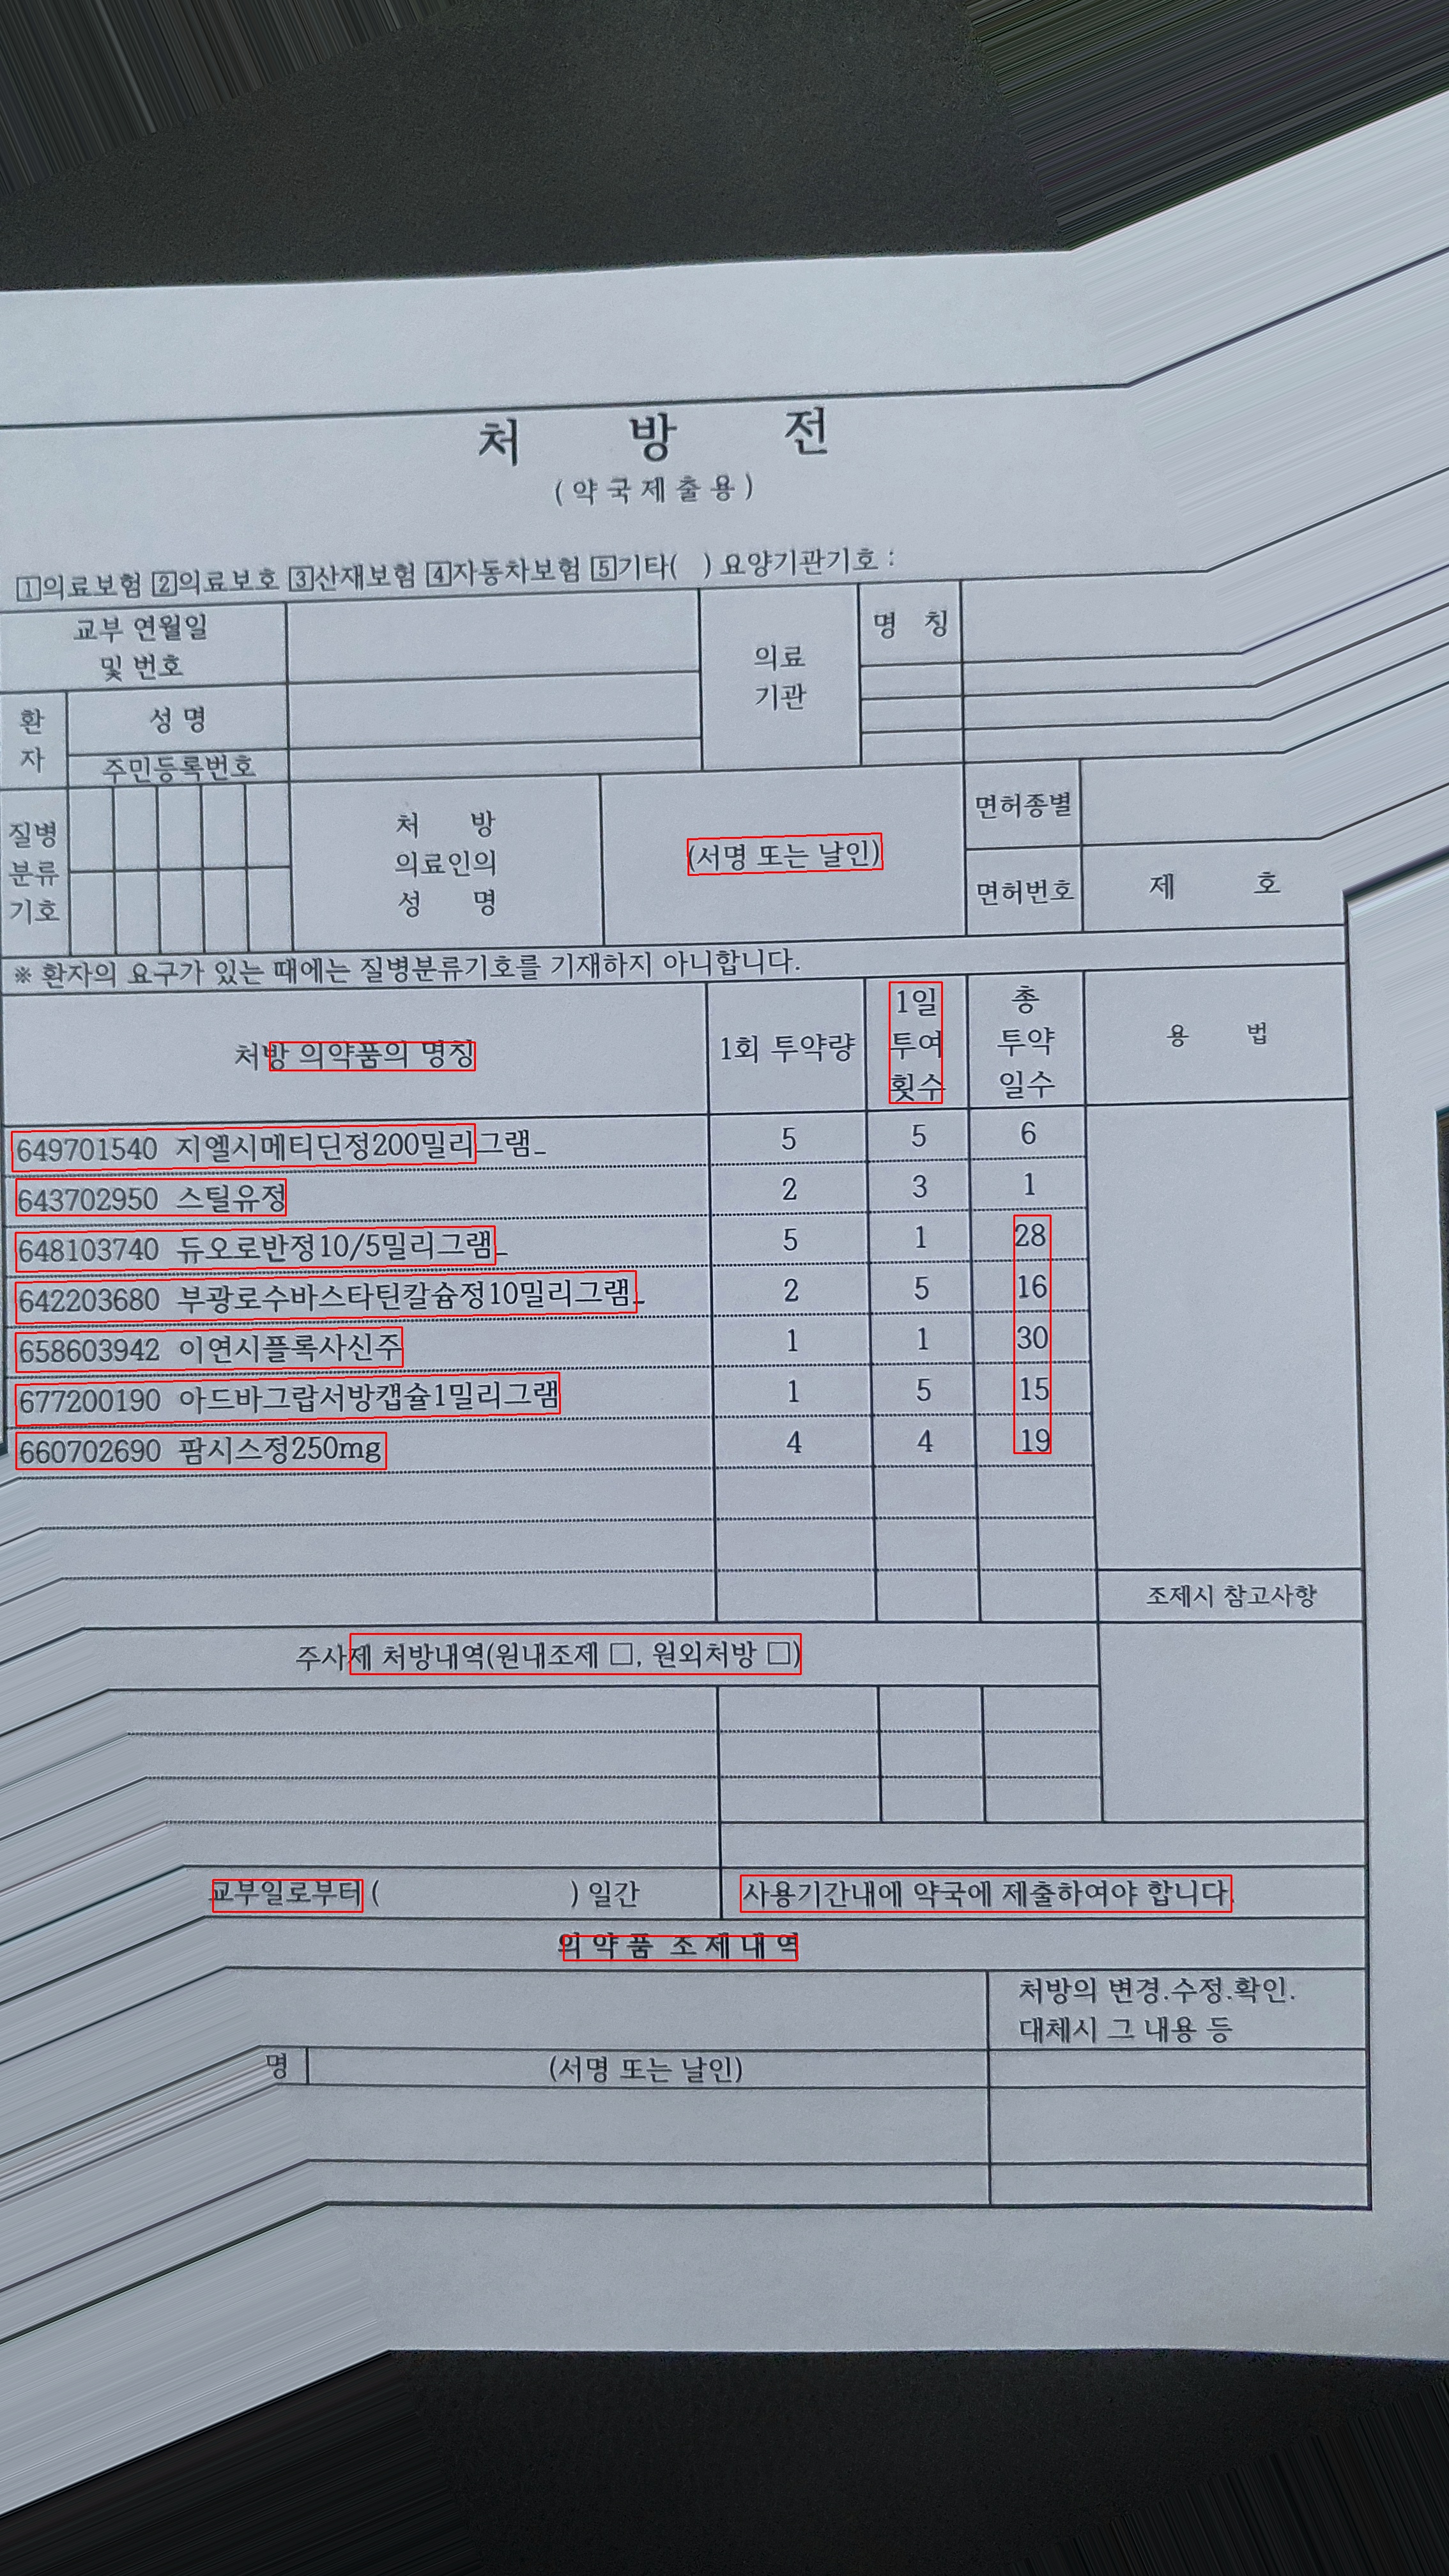 처 방 전
(약국제출용)
1의료보험 2의료보호 3산재보험 4자동차보험 5기타( ) 요양기관기호 :
교부 연월일
및 번호
의료
기관
명 칭
환
자
성 명
주민등록번호
질병
분류
기호
처 방
의료인의
성 명
(서명 또는 날인)
면허종별
면허번호
제 호
※ 환자의 요구가 있는 때에는 질병분류기호를 기재하지 아니합니다.
처방 의약품의 명칭
1회 투약량
1일
투여
횟수
총
투약
일수
용 법
649701540 지엘시메티딘정200밀리그램_ 5 5 6
643702950 스틸유정 2 3 1
648103740 듀오로반정10/5밀리그램_ 5 1 28
642203680 부광로수바스타틴칼슘정10밀리그램_ 2 5 16
658603942 이연시플록사신주 1 1 30
677200190 아드바그랍서방캡슐1밀리그램 1 5 15
660702690 팜시스정250mg 4 4 19
조제시 참고사항
주사제 처방내역(원내조제 □, 원외처방 □)
교부일로부터 ( ) 일간
사용기간내에 약국에 제출하여야 합니다.
의 약 품 조 제 내 역
처방의 변경.수정.확인.
대체시 그 내용 등
명
(서명 또는 날인)